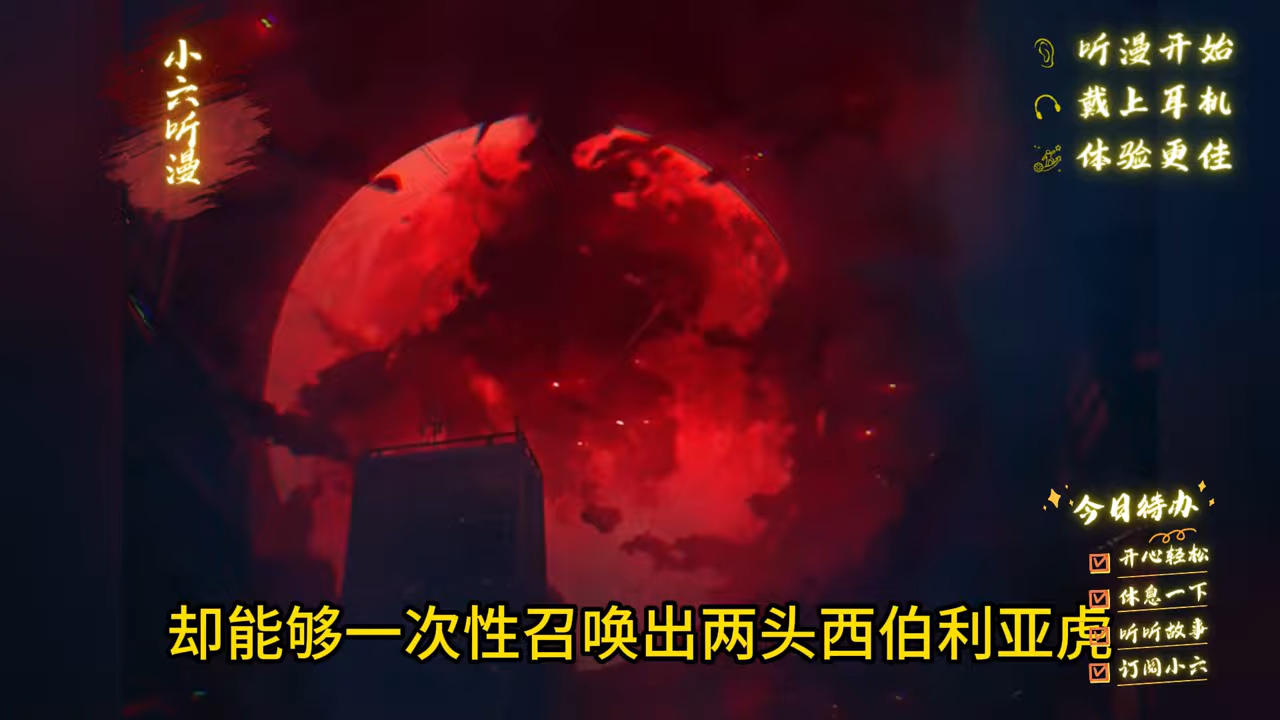 小六听漫
听漫开始
戴上耳机
体验更佳
今日待办
开心轻松
休息一下
听听故事
订阅小六
却能够一次性召唤出两头西伯利亚虎